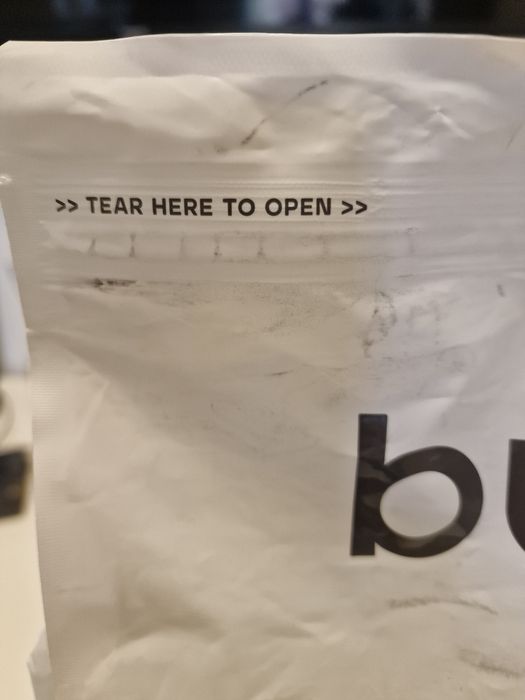 >> TEAR HERE TO OPEN >>
bu